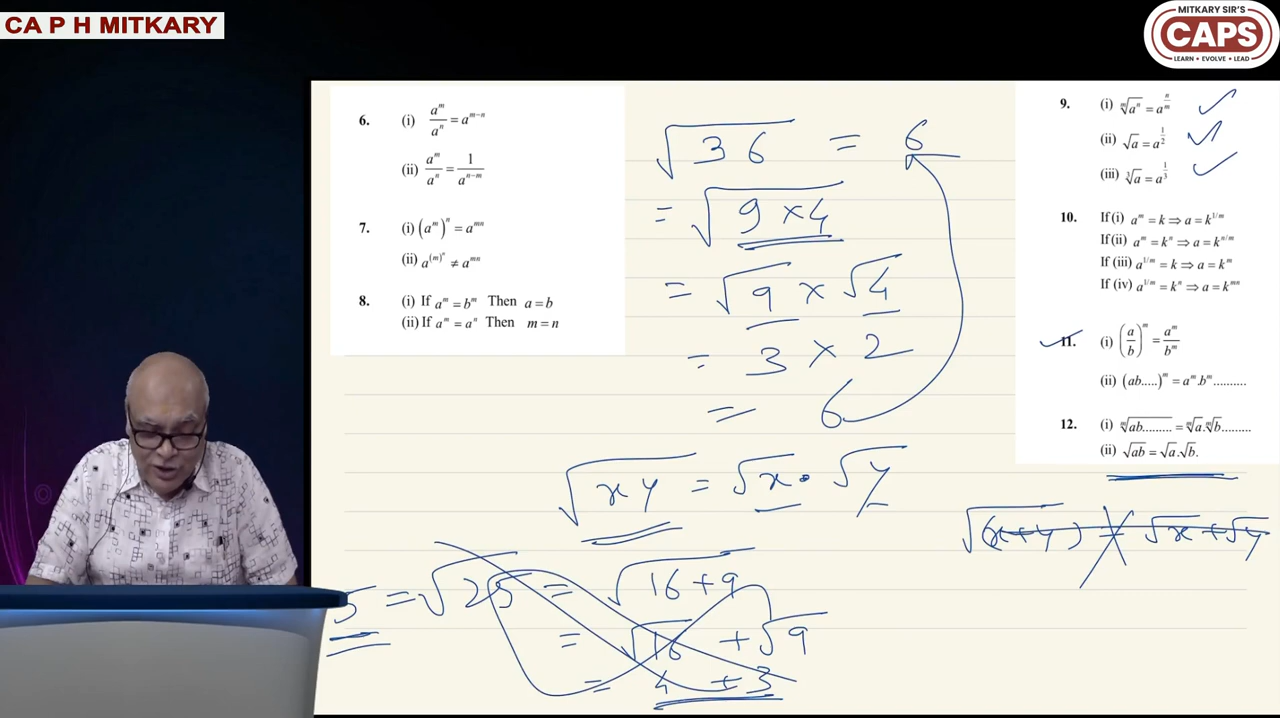 CA P H MITKARY
MITKARY SIR'S
CAPS
LEARN • EVOLVE • LEAD
6. (i) a^m/a^n = a^{m-n}
(ii) a^m/a^n = 1/a^{n-m}
7. (i) (a^m)^n = a^{mn}
(ii) a^{(m)^n} ≠ a^{mn}
8. (i) If a^m = b^m Then a = b
(ii) If a^m = a^n Then m = n
√36 = 6
= √9 × 4
= √9 × √4
= 3 × 2
= 6
√xy = √x · √y
5 = √25 = √16 + 9
= √16 + √9
= 4 + 3
9. (i) ᵐ√a^n = a^{n/m}
(ii) √a = a^{1/2}
(iii) ³√a = a^{1/3}
10. If (i) a^m = k ⇒ a = k^{1/m}
If (ii) a^m = k^n ⇒ a = k^{n/m}
If (iii) a^{1/m} = k ⇒ a = k^m
If (iv) a^{1/m} = k^n ⇒ a = k^{mn}
11. (i) (a/b)^m = a^m/b^m
(ii) (ab.....)^m = a^m.b^m..........
12. (i) ᵐ√ab......... = ᵐ√a.ᵐ√b.........
(ii) √ab = √a.√b.
√(x+y) ≠ √x + √y